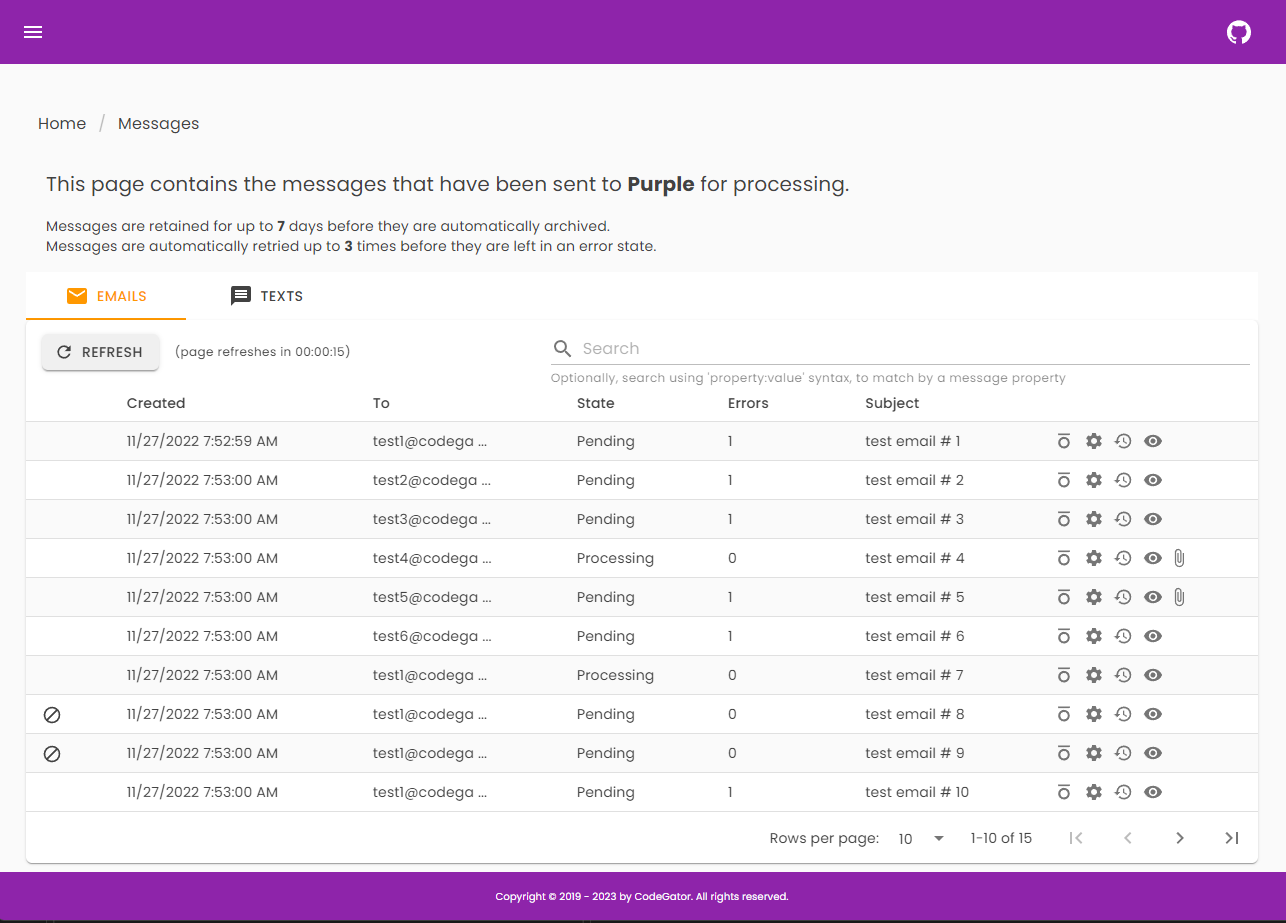 Home / Messages
This page contains the messages that have been sent to Purple for processing.
Messages are retained for up to 7 days before they are automatically archived.
Messages are automatically retried up to 3 times before they are left in an error state.
EMAILS TEXTS
REFRESH (page refreshes in 00:00:15) Search
Optionally, search using 'property:value' syntax, to match by a message property
Created To State Errors Subject
11/27/2022 7:52:59 AM test1@codega ... Pending 1 test email # 1
11/27/2022 7:53:00 AM test2@codega ... Pending 1 test email # 2
11/27/2022 7:53:00 AM test3@codega ... Pending 1 test email # 3
11/27/2022 7:53:00 AM test4@codega ... Processing 0 test email # 4
11/27/2022 7:53:00 AM test5@codega ... Pending 1 test email # 5
11/27/2022 7:53:00 AM test6@codega ... Pending 1 test email # 6
11/27/2022 7:53:00 AM test1@codega ... Processing 0 test email # 7
11/27/2022 7:53:00 AM test1@codega ... Pending 0 test email # 8
11/27/2022 7:53:00 AM test1@codega ... Pending 0 test email # 9
11/27/2022 7:53:00 AM test1@codega ... Pending 1 test email # 10
Rows per page: 10 1-10 of 15
Copyright © 2019 - 2023 by CodeGator. All rights reserved.